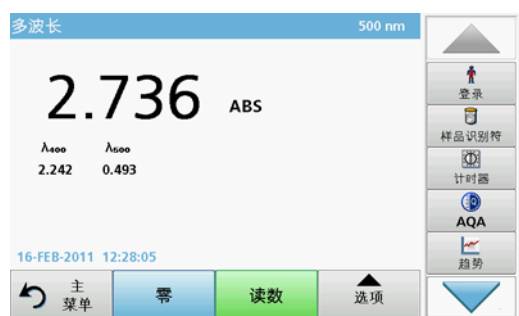 多波长 500 nm
2.736 ABS
λ₄₀₀ λ₅₀₀
2.242 0.493
16-FEB-2011 12:28:05
主菜单
零
读数
选项
登录
样品识别符
计时器
AQA
趋势